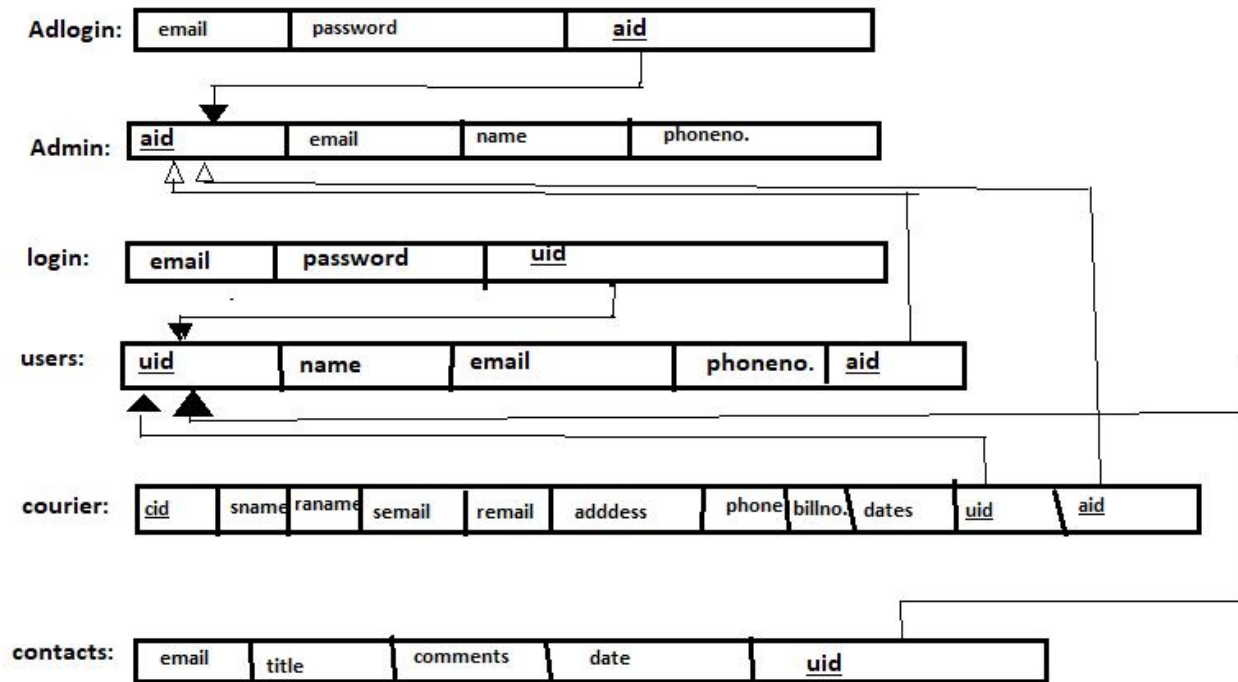 Adlogin: email password aid
Admin: aid email name phoneno.
login: email password uid
users: uid name email phoneno. aid
courier: cid sname raname semail remail adddess phone billno. dates uid aid
contacts: email title comments date uid